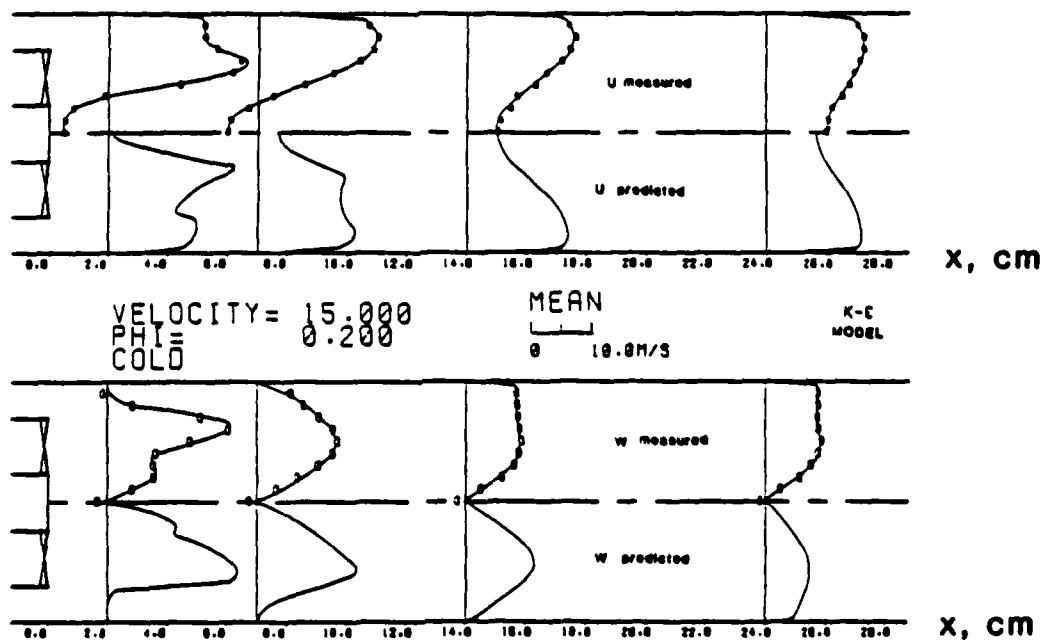 U measured
U predicted
0.0 2.0 4.0 6.0 8.0 10.0 12.0 14.0 16.0 18.0 20.0 22.0 24.0 26.0 28.0
x, cm
VELOCITY= 15.000
PHI= 0.200
COLD
MEAN
0 10.0M/S
K-E
MODEL
W measured
W predicted
0.0 2.0 4.0 6.0 8.0 10.0 12.0 14.0 16.0 18.0 20.0 22.0 24.0 26.0 28.0
x, cm